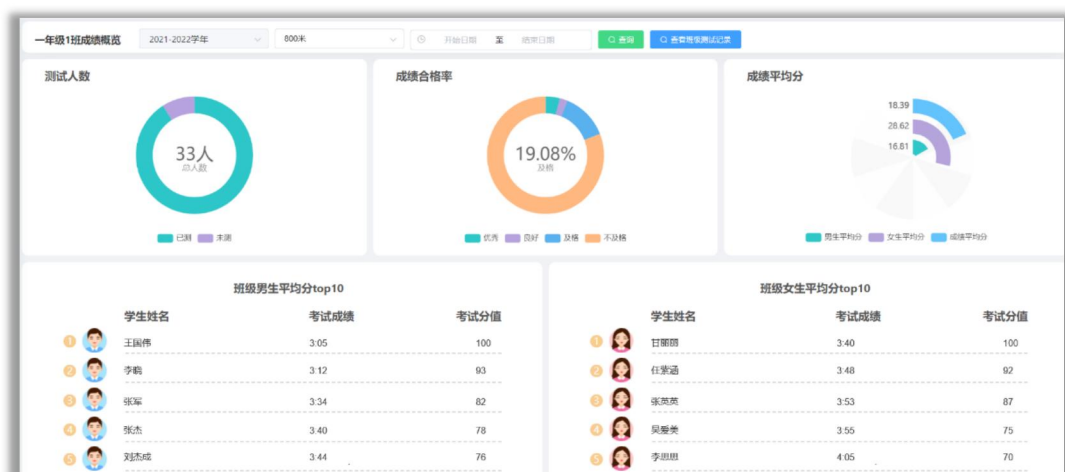 一年级1班成绩概览 2021-2022学年 800米 开始日期 至 结束日期 查询 查看班级测试记录
测试人数 成绩合格率 成绩平均分
33人
总人数
已测 未测
19.08%
及格
优秀 良好 及格 不及格
18.39
28.62
16.81
男生平均分 女生平均分 成绩平均分
班级男生平均分top10
学生姓名 考试成绩 考试分值
1 王国伟 3:05 100
2 李鹏 3:12 93
3 张军 3:34 82
4 张杰 3:40 78
5 刘杰成 3:44 76
班级女生平均分top10
学生姓名 考试成绩 考试分值
1 甘丽丽 3:40 100
2 任紫涵 3:48 92
3 张英英 3:53 87
4 吴爱美 3:55 75
5 李思思 4:05 70